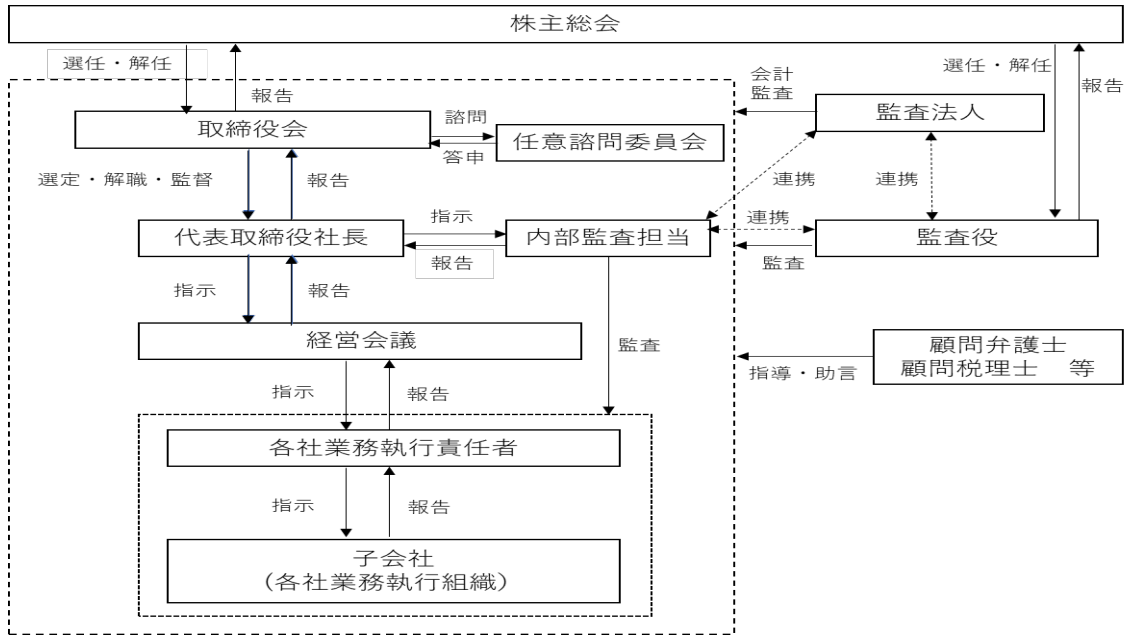 株主総会
選任・解任
報告
選任・解任
報告
会計
監査
監査法人
取締役会
諮問
答申
任意諮問委員会
選定・解職・監督
報告
連携
連携
代表取締役社長
指示
報告
内部監査担当
連携
監査
監査役
指示
報告
経営会議
監査
顧問弁護士
顧問税理士　等
指導・助言
指示
報告
各社業務執行責任者
指示
報告
子会社
(各社業務執行組織)